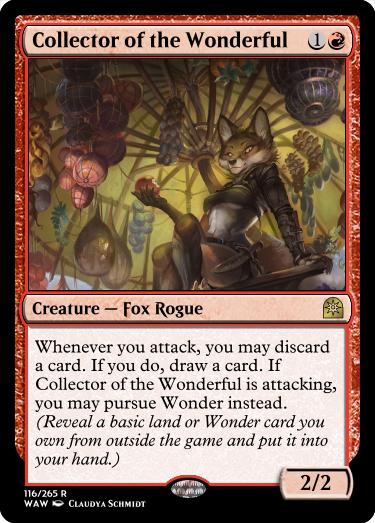 Collector of the Wonderful 1
Creature — Fox Rogue
Whenever you attack, you may discard
a card. If you do, draw a card. If
Collector of the Wonderful is attacking,
you may pursue Wonder instead.
(Reveal a basic land or Wonder card you
own from outside the game and put it into
your hand.)
2/2
116/265 R
WAW Claudya Schmidt